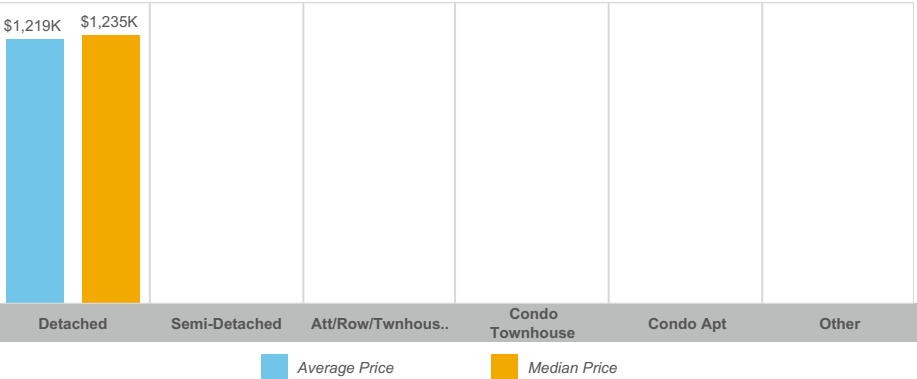 $1,219K
$1,235K
Detached
Semi-Detached
Att/Row/Twnhous..
Condo
Townhouse
Condo Apt
Other
Average Price
Median Price